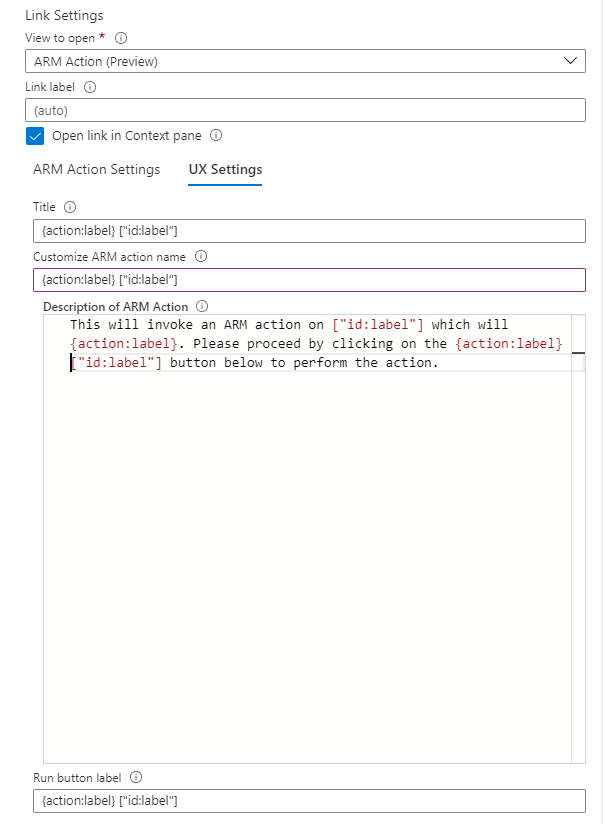 Link Settings
View to open *
ARM Action (Preview)
Link label
(auto)
Open link in Context pane
ARM Action Settings UX Settings
Title
{action:label} ["id:label"]
Customize ARM action name
{action:label} ["id:label"]
Description of ARM Action
This will invoke an ARM action on ["id:label"] which will
{action:label}. Please proceed by clicking on the {action:label}
["id:label"] button below to perform the action.
Run button label
{action:label} ["id:label"]